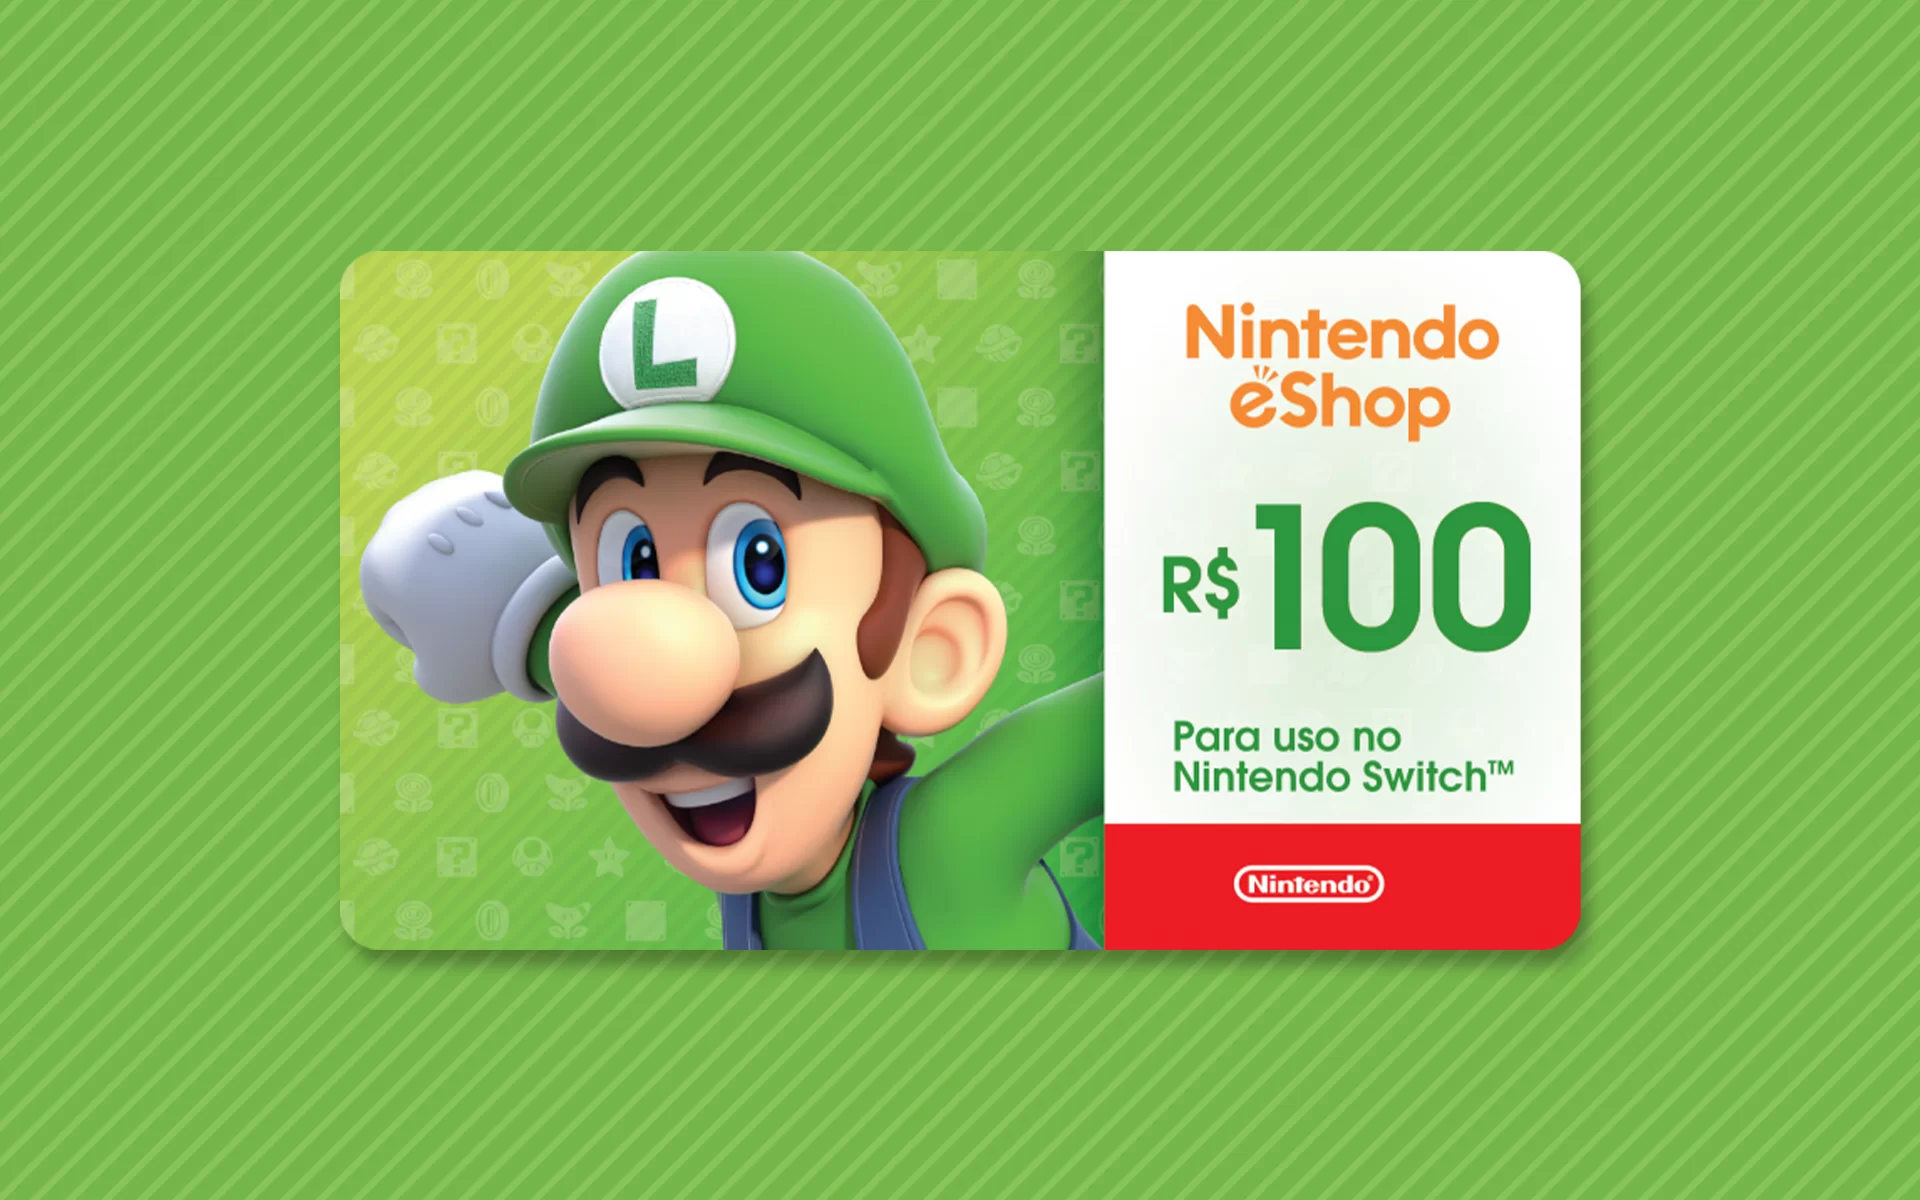 L
Nintendo
eShop
R$100
Para uso no
Nintendo Switch™
Nintendo®